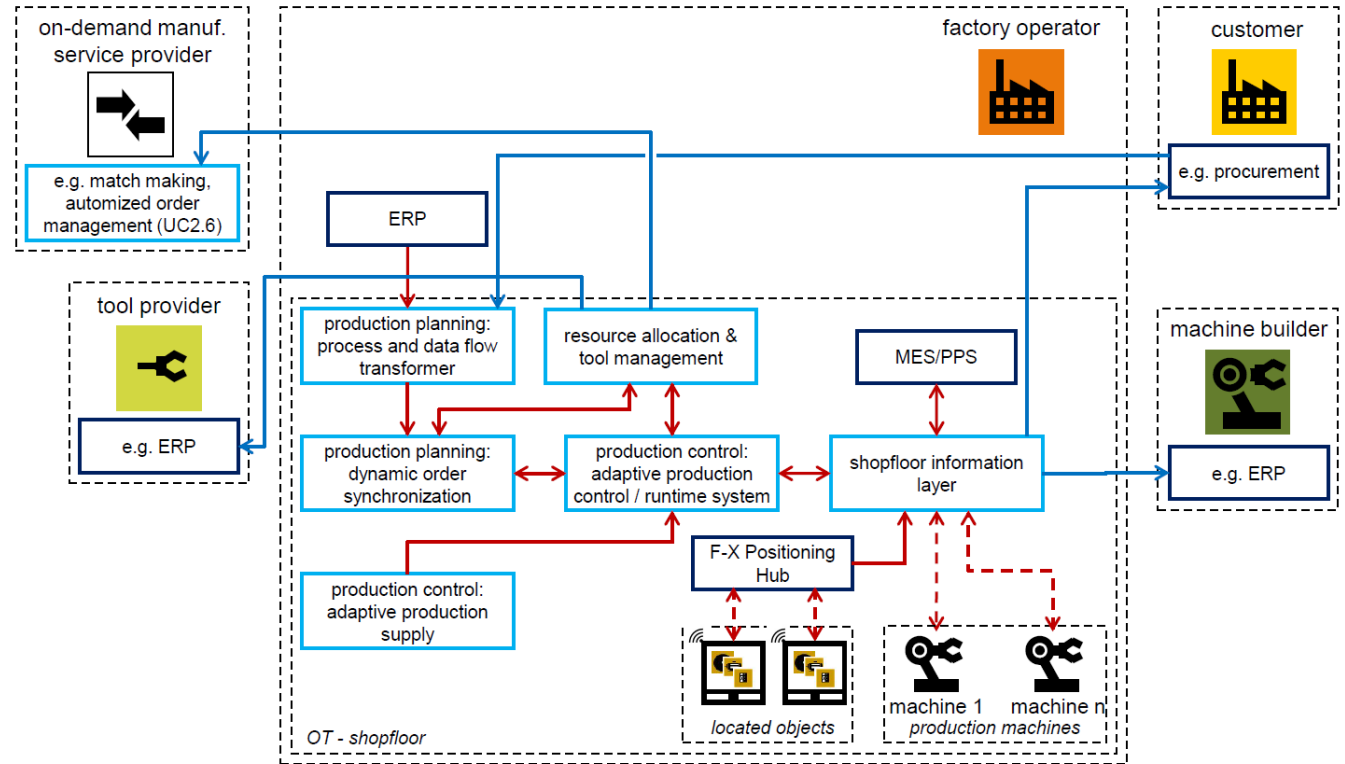 on-demand manuf.
service provider
e.g. match making,
automized order
management (UC2.6)
factory operator
customer
e.g. procurement
ERP
tool provider
e.g. ERP
production planning:
process and data flow
transformer
resource allocation &
tool management
MES/PPS
machine builder
e.g. ERP
production planning:
dynamic order
synchronization
production control:
adaptive production
control / runtime system
shopfloor information
layer
F-X Positioning
Hub
production control:
adaptive production
supply
located objects
machine 1
machine n
production machines
OT - shopfloor